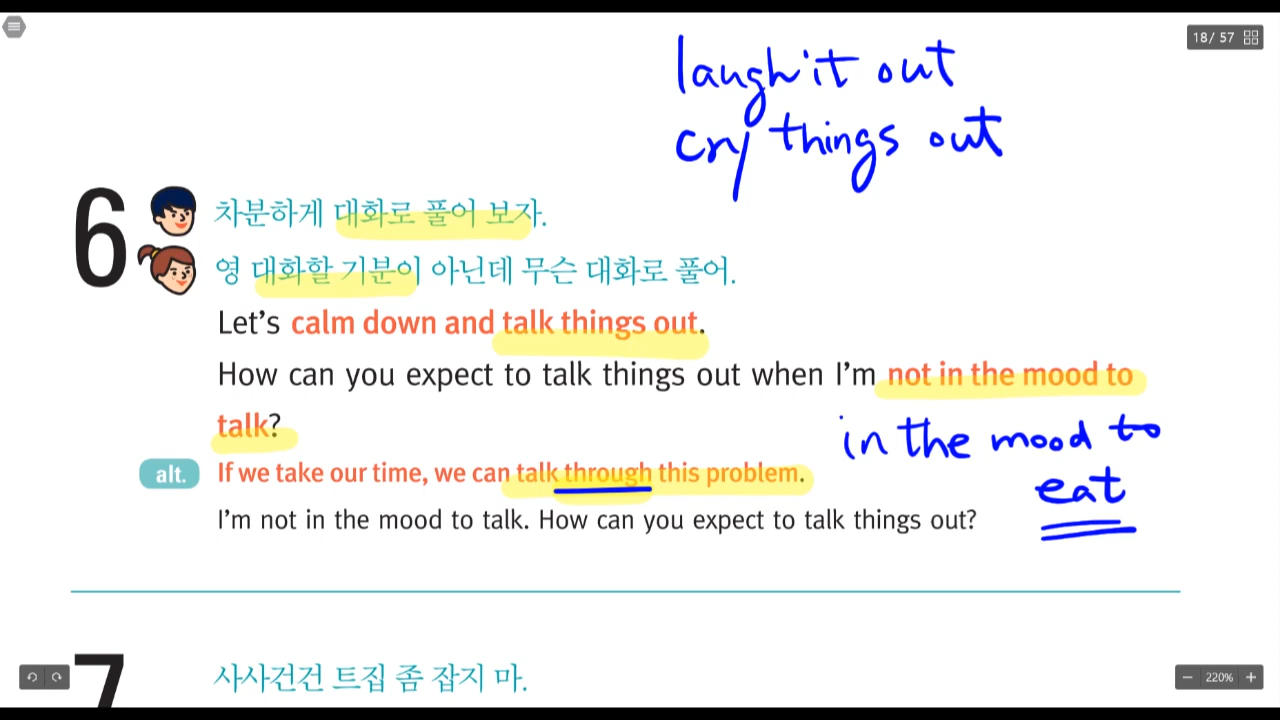 18/ 57
laugh it out
cry things out
6
차분하게 대화로 풀어 보자.
영 대화할 기분이 아닌데 무슨 대화로 풀어.
Let's calm down and talk things out.
How can you expect to talk things out when I'm not in the mood to
talk?
in the mood to
eat
alt. If we take our time, we can talk through this problem.
I'm not in the mood to talk. How can you expect to talk things out?
7
사사건건 트집 좀 잡지 마.
220%